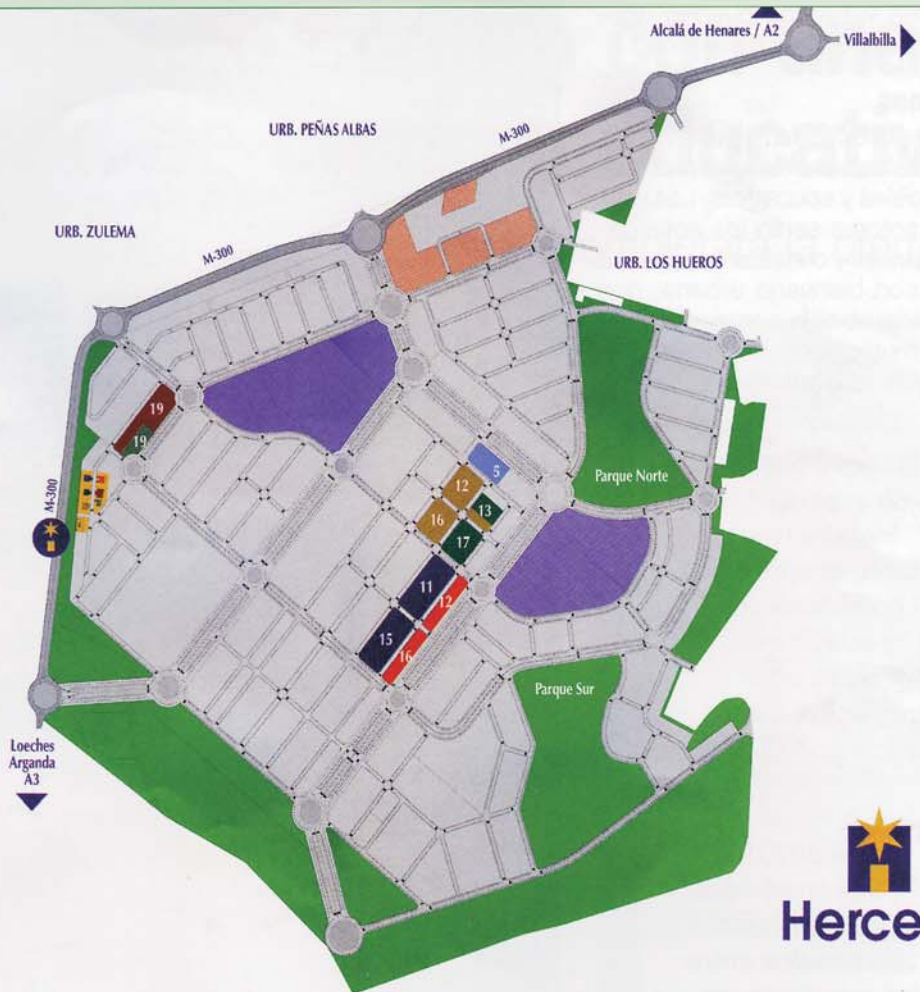 Alcalá de Henares / A2
Villalbilla
URB. PEÑAS ALBAS
M-300
URB. ZULEMA
M-300
URB. LOS HUEROS
19
19
5
12
Parque Norte
13
16
17
M-300
11
12
15
16
Parque Sur
Loeches
Arganda
A3
Herce